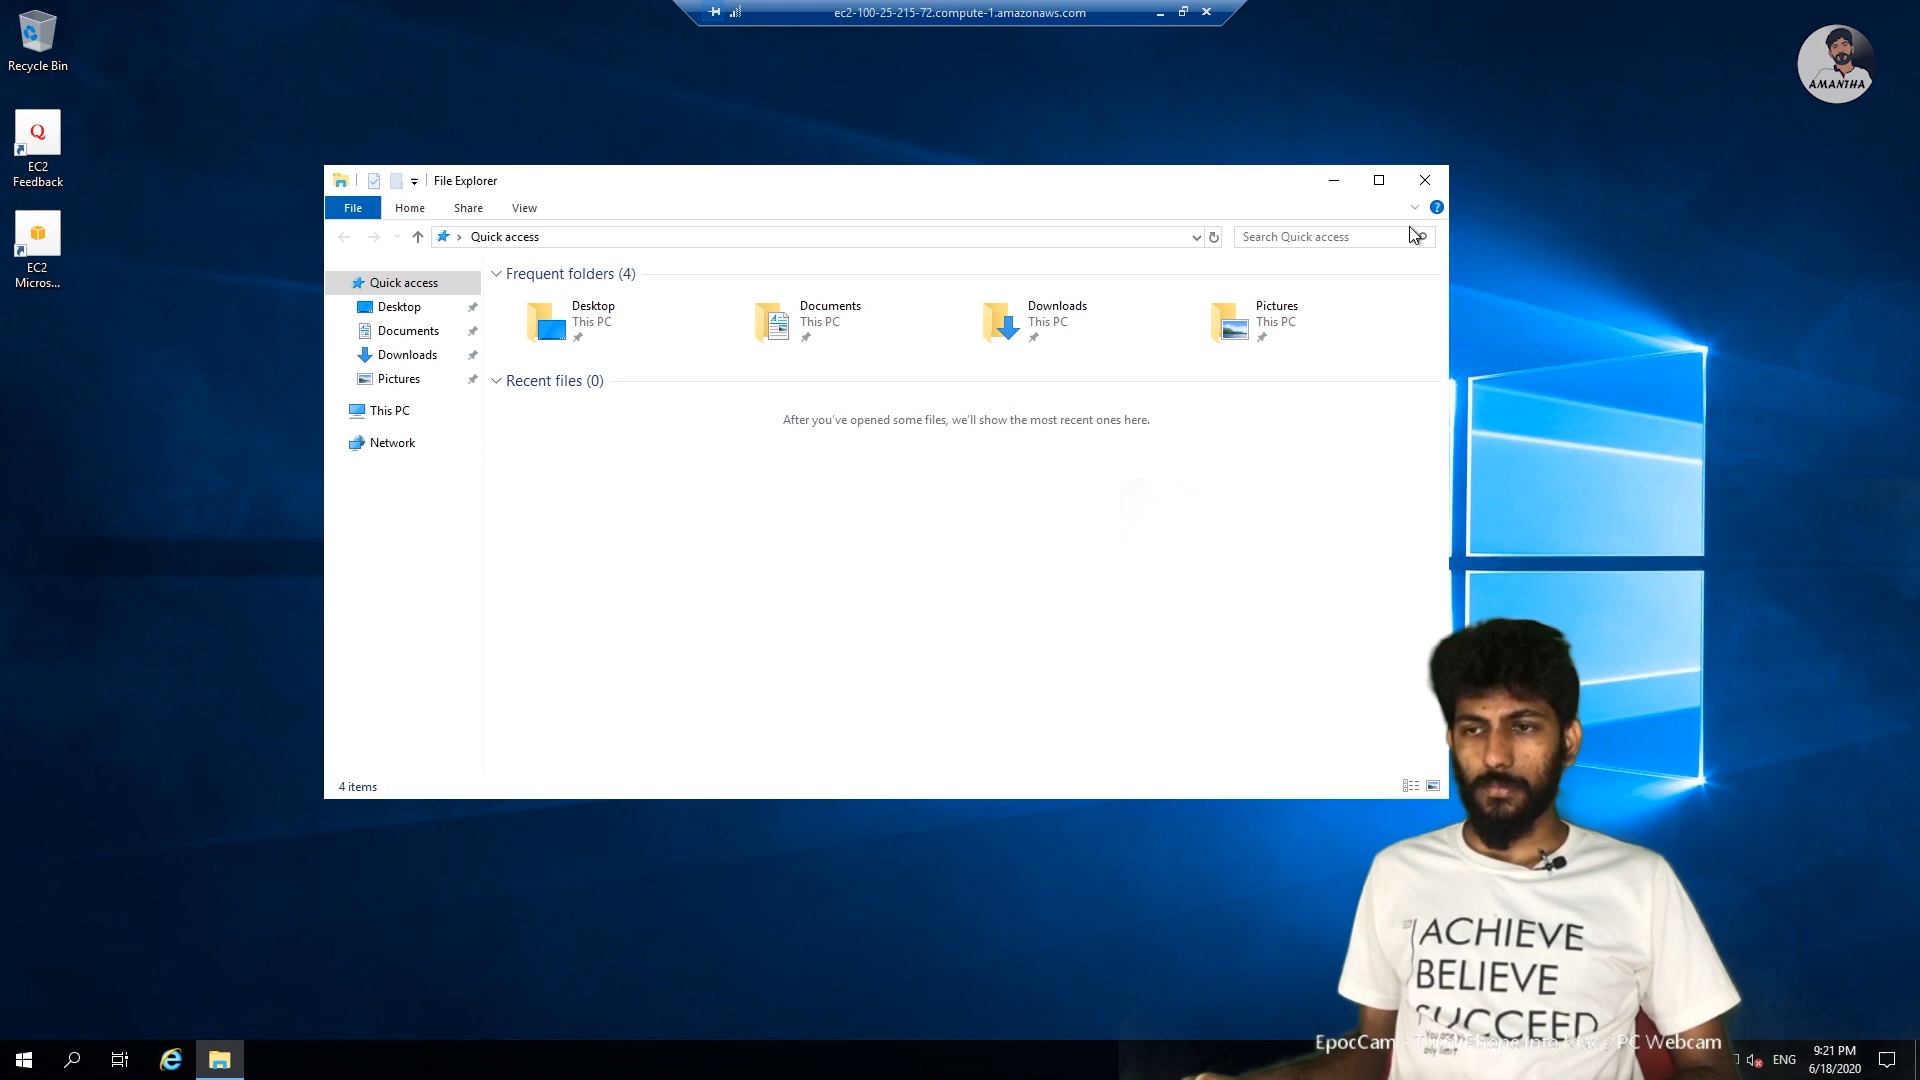 ec2-100-25-215-72.compute-1.amazonaws.com
Recycle Bin
EC2
Feedback
EC2
Micros...
AMANTHA
File Explorer
File
Home
Share
View
Quick access
Search Quick access
Quick access
Desktop
Documents
Downloads
Pictures
This PC
Network
Frequent folders (4)
Desktop
This PC
Documents
This PC
Downloads
This PC
Pictures
This PC
Recent files (0)
After you've opened some files, we'll show the most recent ones here.
4 items
ACHIEVE
BELIEVE
SUCCEED
EpocCam - PC Webcam
ENG
9:21 PM
6/18/2020